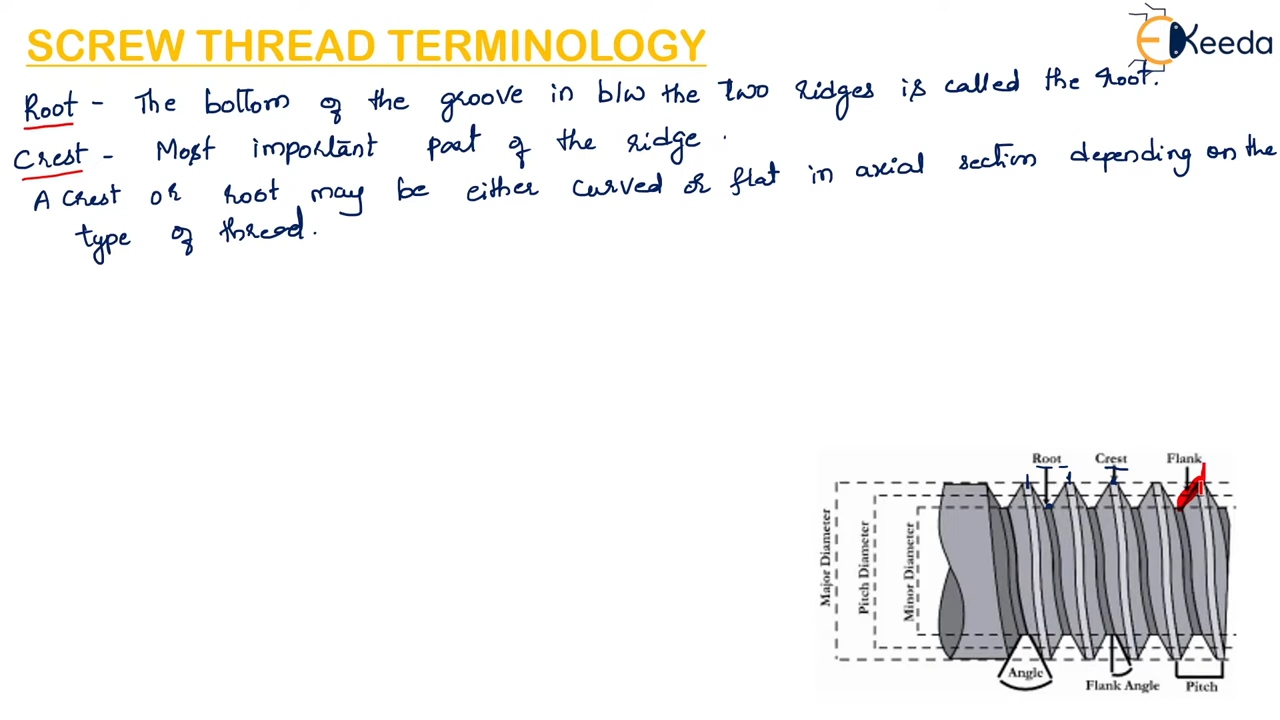 SCREW THREAD TERMINOLOGY
EKeeda
Root - The bottom of the groove in b/w the two ridges is called the root.
Crest - Most important part of the ridge.
A crest or root may be either curved or flat in axial section depending on the
type of thread.
Root Crest Flank
Major Diameter
Pitch Diameter
Minor Diameter
Angle
Flank Angle
Pitch